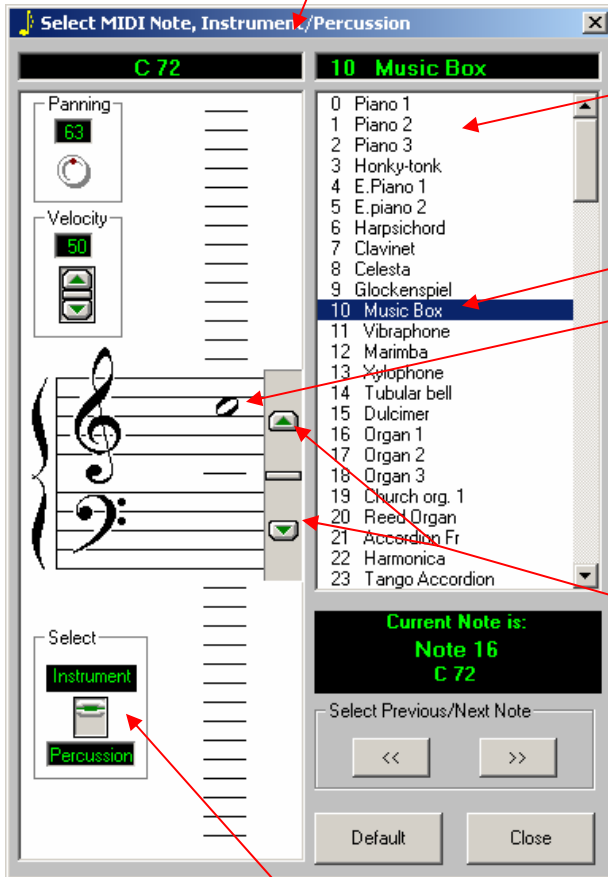 Select MIDI Note, Instrument/Percussion
C 72
Panning
63
Velocity
50
Select
Instrument
Percussion
10 Music Box
0 Piano 1
1 Piano 2
2 Piano 3
3 Honky-tonk
4 E.Piano 1
5 E.piano 2
6 Harpsichord
7 Clavinet
8 Celesta
9 Glockenspiel
10 Music Box
11 Vibraphone
12 Marimba
13 Xylophone
14 Tubular bell
15 Dulcimer
16 Organ 1
17 Organ 2
18 Organ 3
19 Church org. 1
20 Reed Organ
21 Accordion Fr
22 Harmonica
23 Tango Accordion
Current Note is:
Note 16
C 72
Select Previous/Next Note
<< >>
Default Close